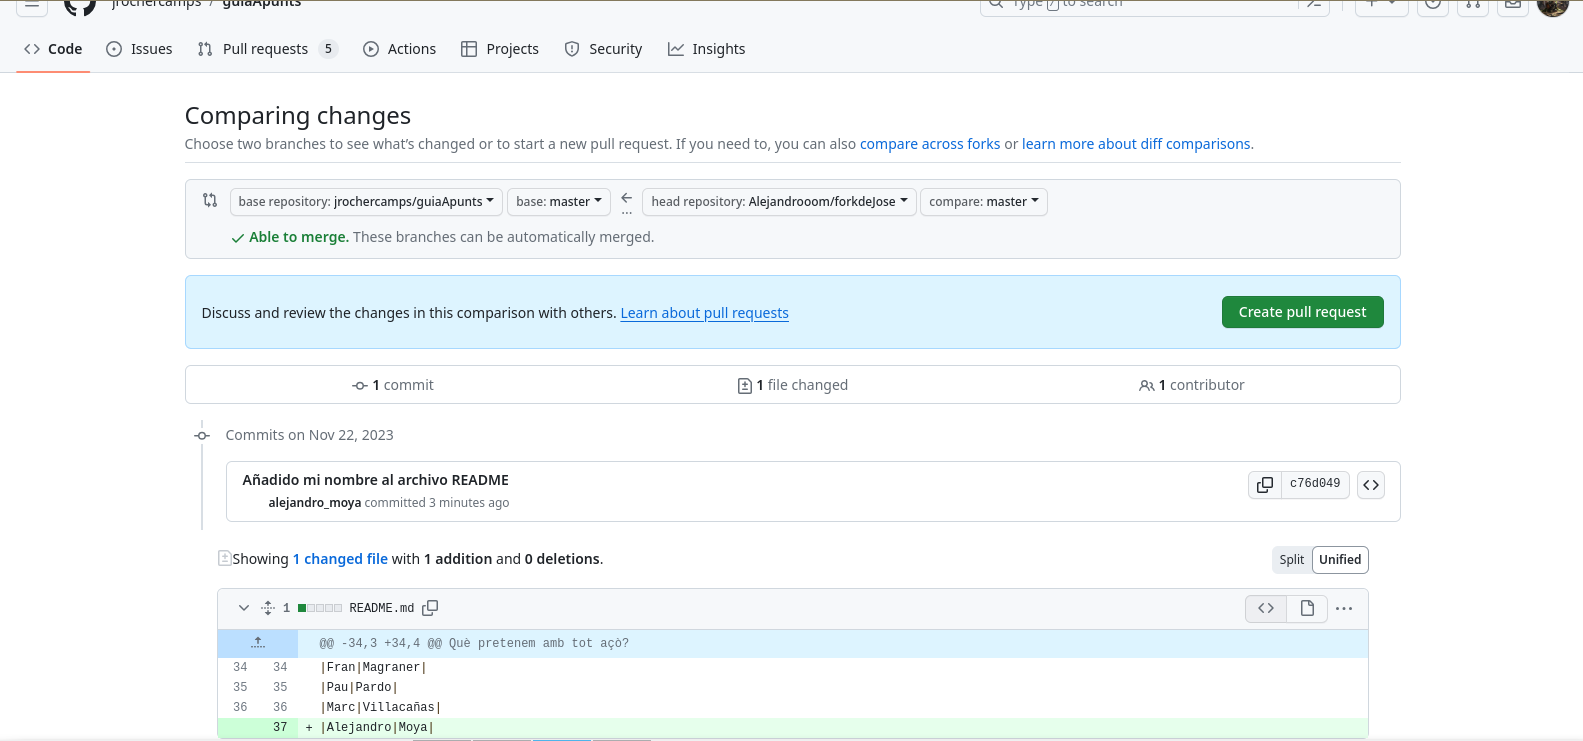 jrochercamps / guiaApunts
Type / to search
Code Issues Pull requests 5 Actions Projects Security Insights
Comparing changes
Choose two branches to see what's changed or to start a new pull request. If you need to, you can also compare across forks or learn more about diff comparisons.
base repository: jrochercamps/guiaApunts base: master ← ... head repository: Alejandrooom/forkdeJose compare: master
Able to merge. These branches can be automatically merged.
Discuss and review the changes in this comparison with others. Learn about pull requests Create pull request
1 commit 1 file changed 1 contributor
Commits on Nov 22, 2023
Añadido mi nombre al archivo README
c76d049
alejandro_moya committed 3 minutes ago
Showing 1 changed file with 1 addition and 0 deletions. Split Unified
1 README.md
@@ -34,3 +34,4 @@ Què pretenem amb tot açò?
34 34 |Fran|Magraner|
35 35 |Pau|Pardo|
36 36 |Marc|Villacañas|
37 + |Alejandro|Moya|